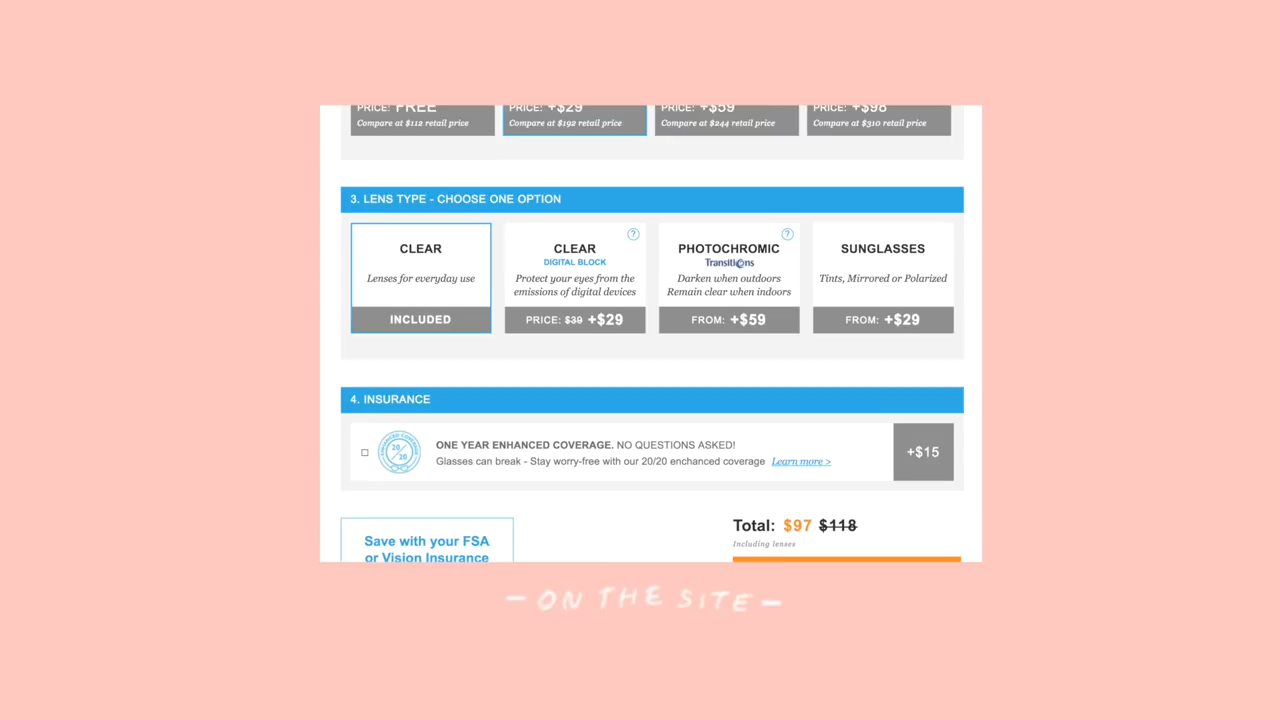 PRICE: FREE
Compare at $112 retail price
PRICE: +$29
Compare at $192 retail price
PRICE: +$59
Compare at $244 retail price
PRICE: +$98
Compare at $310 retail price
3. LENS TYPE - CHOOSE ONE OPTION
CLEAR
Lenses for everyday use
INCLUDED
?
CLEAR
DIGITAL BLOCK
Protect your eyes from the
emissions of digital devices
PRICE: $39 +$29
?
PHOTOCHROMIC
Transitions
Darken when outdoors
Remain clear when indoors
FROM: +$59
SUNGLASSES
Tints, Mirrored or Polarized
FROM: +$29
4. INSURANCE
ENHANCED COVERAGE
20/20
ONE YEAR ENHANCED COVERAGE. NO QUESTIONS ASKED!
Glasses can break - Stay worry-free with our 20/20 enchanced coverage Learn more >
+$15
Save with your FSA
or Vision Insurance
Total: $97 $118
Including lenses
- ON THE SITE -